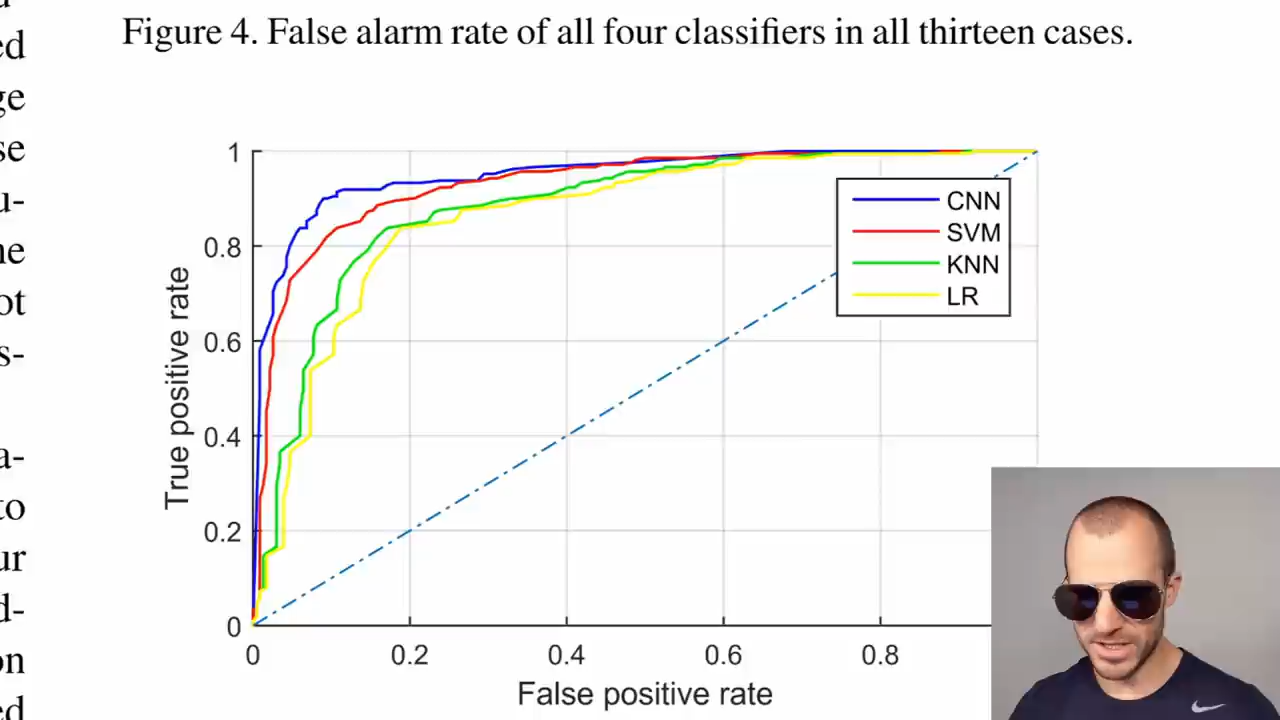 Figure 4. False alarm rate of all four classifiers in all thirteen cases.
ed
ge
se
u-
ne
ot
s-
a-
to
ur
d-
on
ed
1
0.8
0.6
0.4
0.2
0
True positive rate
CNN
SVM
KNN
LR
0
0.2
0.4
0.6
0.8
False positive rate